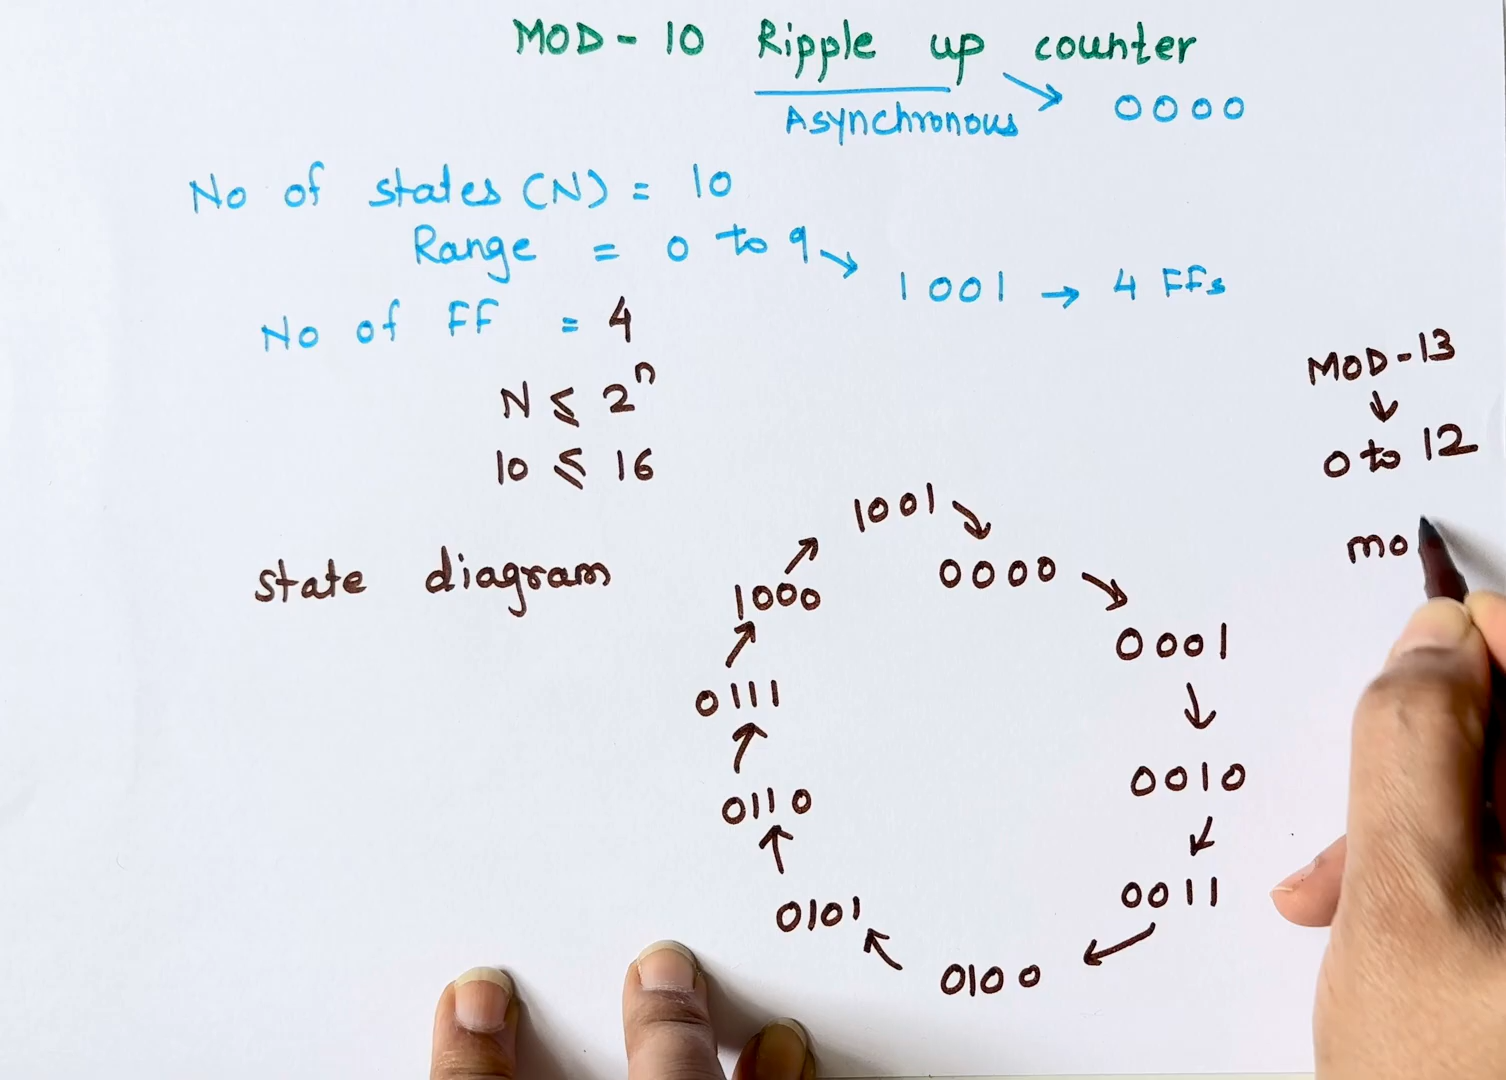 MOD-10 Ripple up counter
Asynchronous → 0000
No of states (N) = 10
Range = 0 to 9 → 1001 → 4 FFs
No of FF = 4
N ≤ 2ⁿ
10 ≤ 16
MOD-13
↓
0 to 12
mo
state diagram
1001
0000
0001
0010
0011
0100
0101
0110
0111
1000